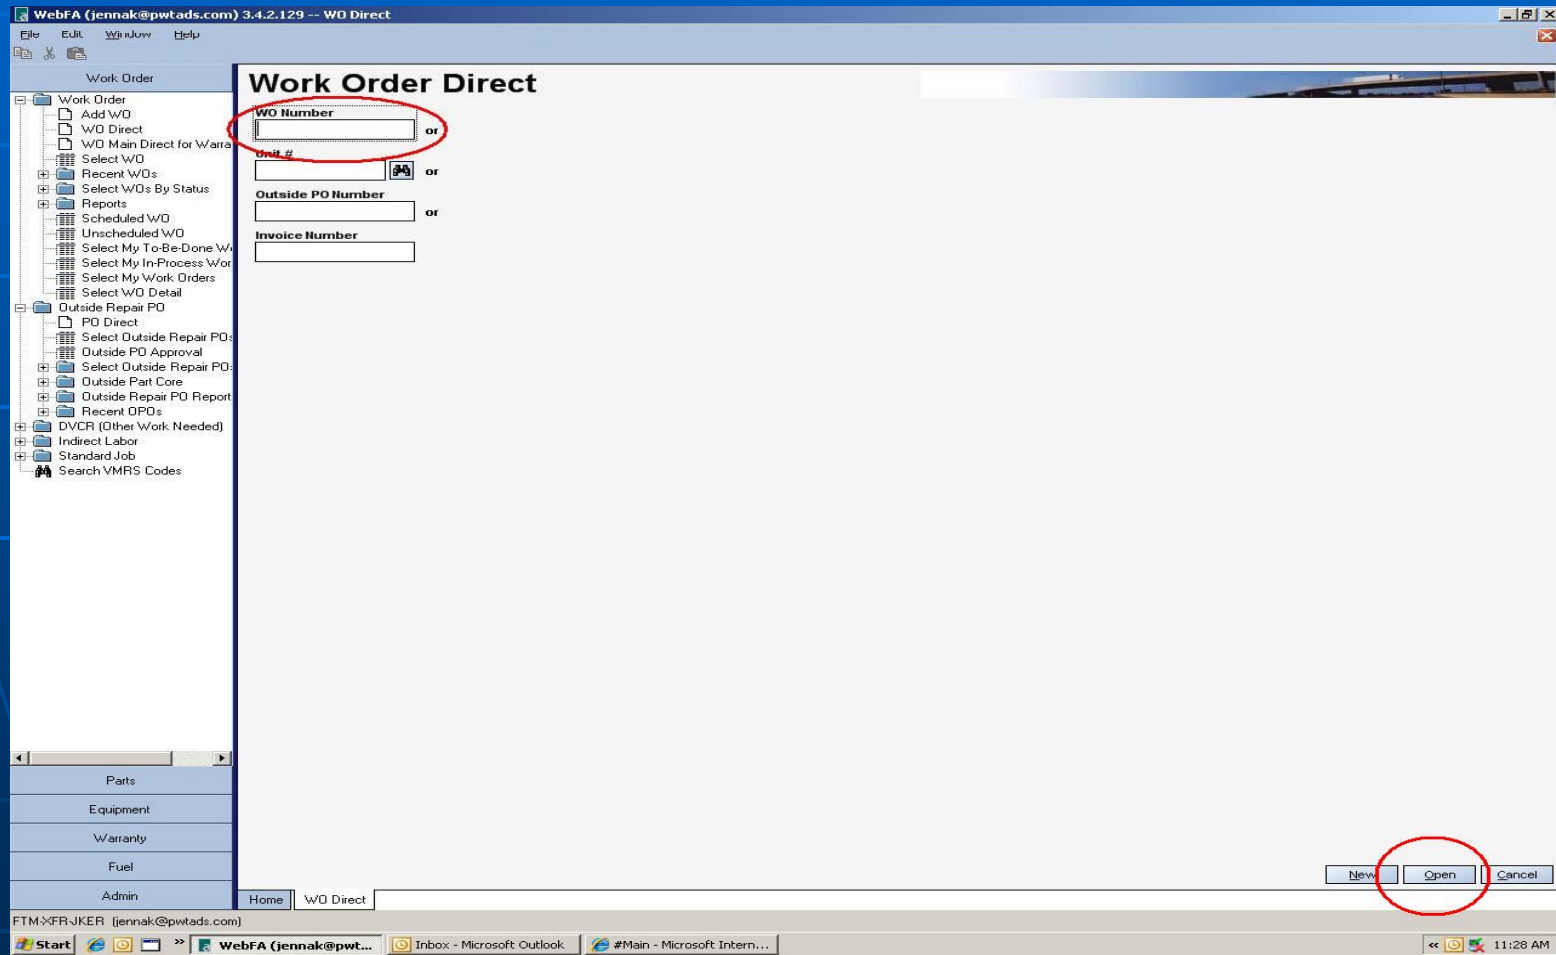 WebFA (jennak@pwtads.com) 3.4.2.129 -- WO Direct
File Edit Window Help
Work Order
Work Order
Add WO
WO Direct
WO Main Direct for Warra
Select WO
Recent WOs
Select WOs By Status
Reports
Scheduled WO
Unscheduled WO
Select My To-Be-Done W
Select My In-Process Wor
Select My Work Orders
Select WO Detail
Outside Repair PO
PO Direct
Select Outside Repair POs
Outside PO Approval
Select Outside Repair PO
Outside Part Core
Outside Repair PO Report
Recent OPOs
DVCR (Other Work Needed)
Indirect Labor
Standard Job
Search VMRS Codes
Parts
Equipment
Warranty
Fuel
Admin
Work Order Direct
WO Number
or
Unit #
or
Outside PO Number
or
Invoice Number
New Open Cancel
Home WO Direct
FTM-XFR-JKER (jennak@pwtads.com)
Start » WebFA (jennak@pwt... Inbox - Microsoft Outlook #Main - Microsoft Intern... « 11:28 AM